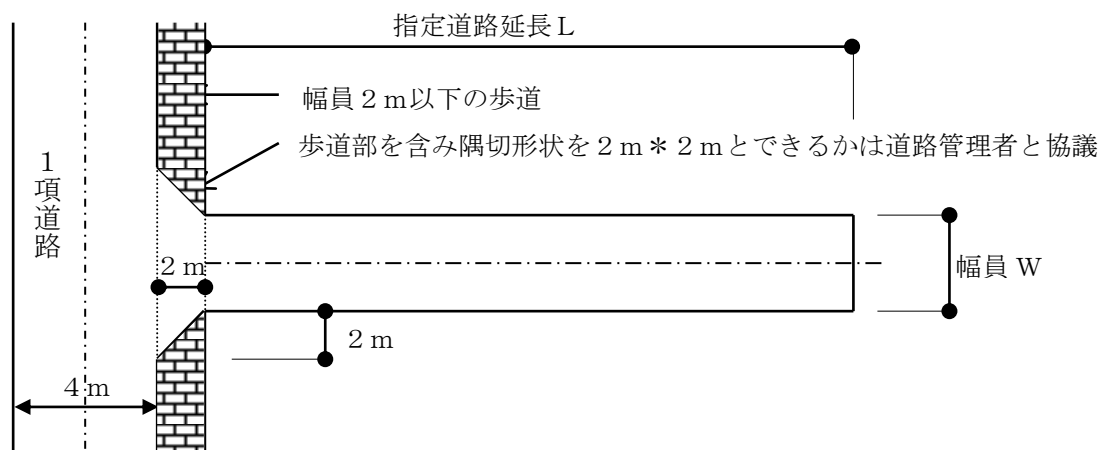 指定道路延長Ｌ
幅員２ｍ以下の歩道
歩道部を含み隅切形状を２ｍ＊２ｍとできるかは道路管理者と協議
１項道路
２ｍ
幅員Ｗ
２ｍ
４ｍ